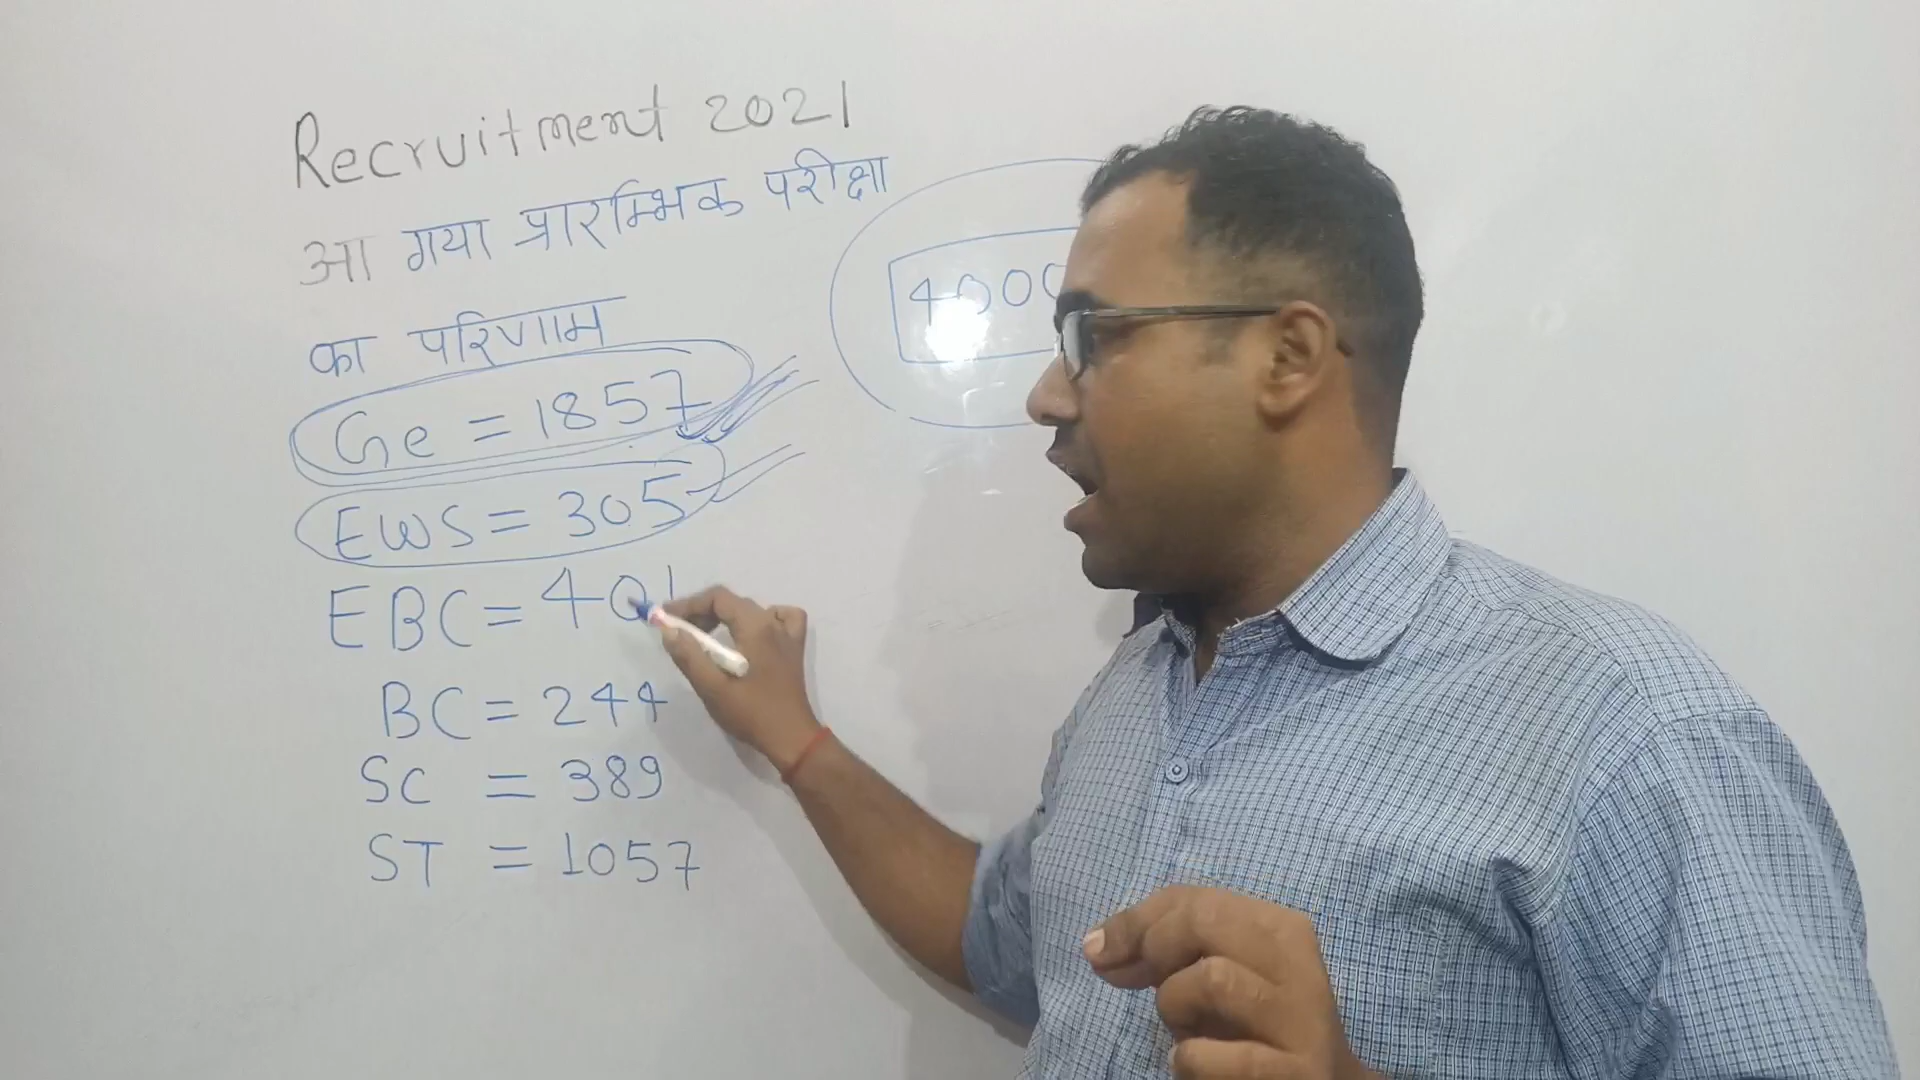 Recruitment 2021
आ गया प्रारम्भिक परीक्षा
का परिणाम
Ge = 1857
EWS = 305
EBC = 401
BC = 244
SC = 389
ST = 1057